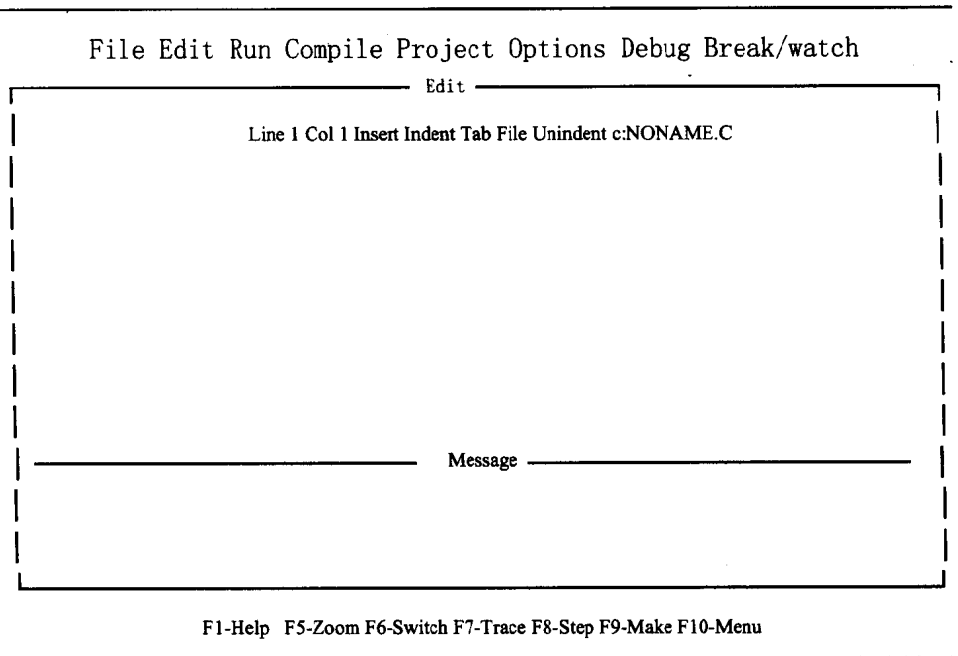 File Edit Run Compile Project Options Debug Break/watch
Edit
Line 1 Col 1 Insert Indent Tab File Unindent c:NONAME.C
Message
F1-Help F5-Zoom F6-Switch F7-Trace F8-Step F9-Make F10-Menu